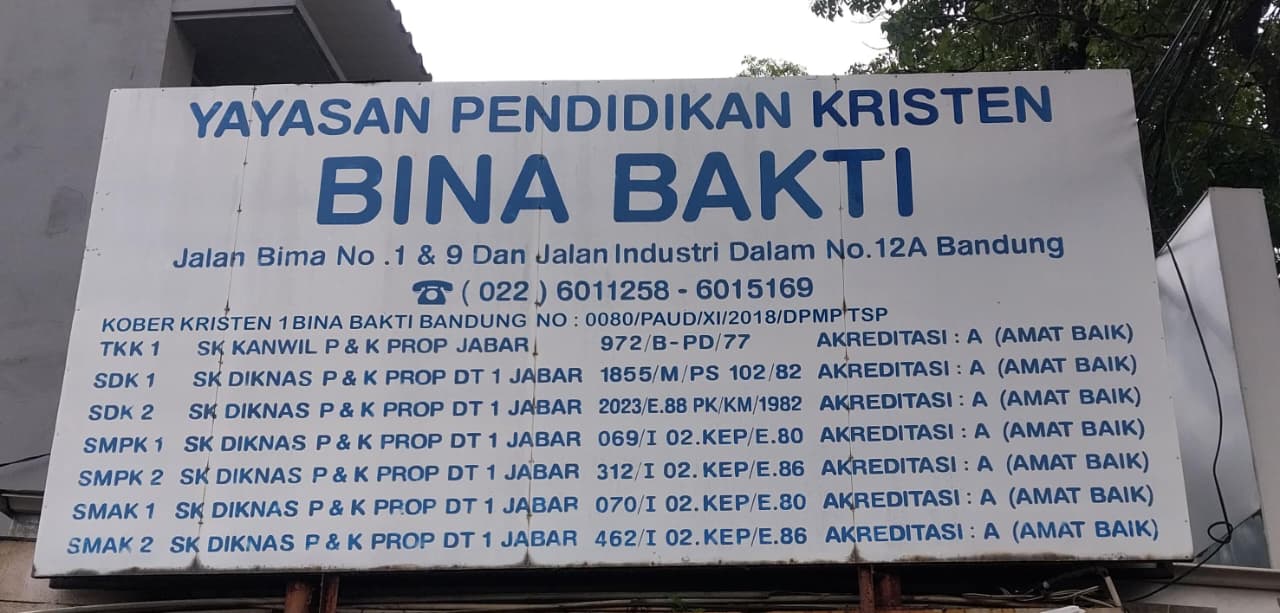 YAYASAN PENDIDIKAN KRISTEN
BINA BAKTI
Jalan Bima No .1 & 9 Dan Jalan Industri Dalam No.12A Bandung
☎ ( 022 ) 6011258 - 6015169
KOBER KRISTEN 1 BINA BAKTI BANDUNG NO : 0080/PAUD/XI/2018/DPMPTSP
TKK 1 SK KANWIL P & K PROP JABAR 972/B-PD/77 AKREDITASI : A (AMAT BAIK)
SDK 1 SK DIKNAS P & K PROP DT 1 JABAR 1855/M/PS 102/82 AKREDITASI : A (AMAT BAIK)
SDK 2 SK DIKNAS P & K PROP DT 1 JABAR 2023/E.88 PK/KM/1982 AKREDITASI : A (AMAT BAIK)
SMPK 1 SK DIKNAS P & K PROP DT 1 JABAR 069/I 02.KEP/E.80 AKREDITASI : A (AMAT BAIK)
SMPK 2 SK DIKNAS P & K PROP DT 1 JABAR 312/I 02.KEP/E.86 AKREDITASI : A (AMAT BAIK)
SMAK 1 SK DIKNAS P & K PROP DT 1 JABAR 070/I 02.KEP/E.80 AKREDITASI : A (AMAT BAIK)
SMAK 2 SK DIKNAS P & K PROP DT 1 JABAR 462/I 02.KEP/E.86 AKREDITASI : A (AMAT BAIK)